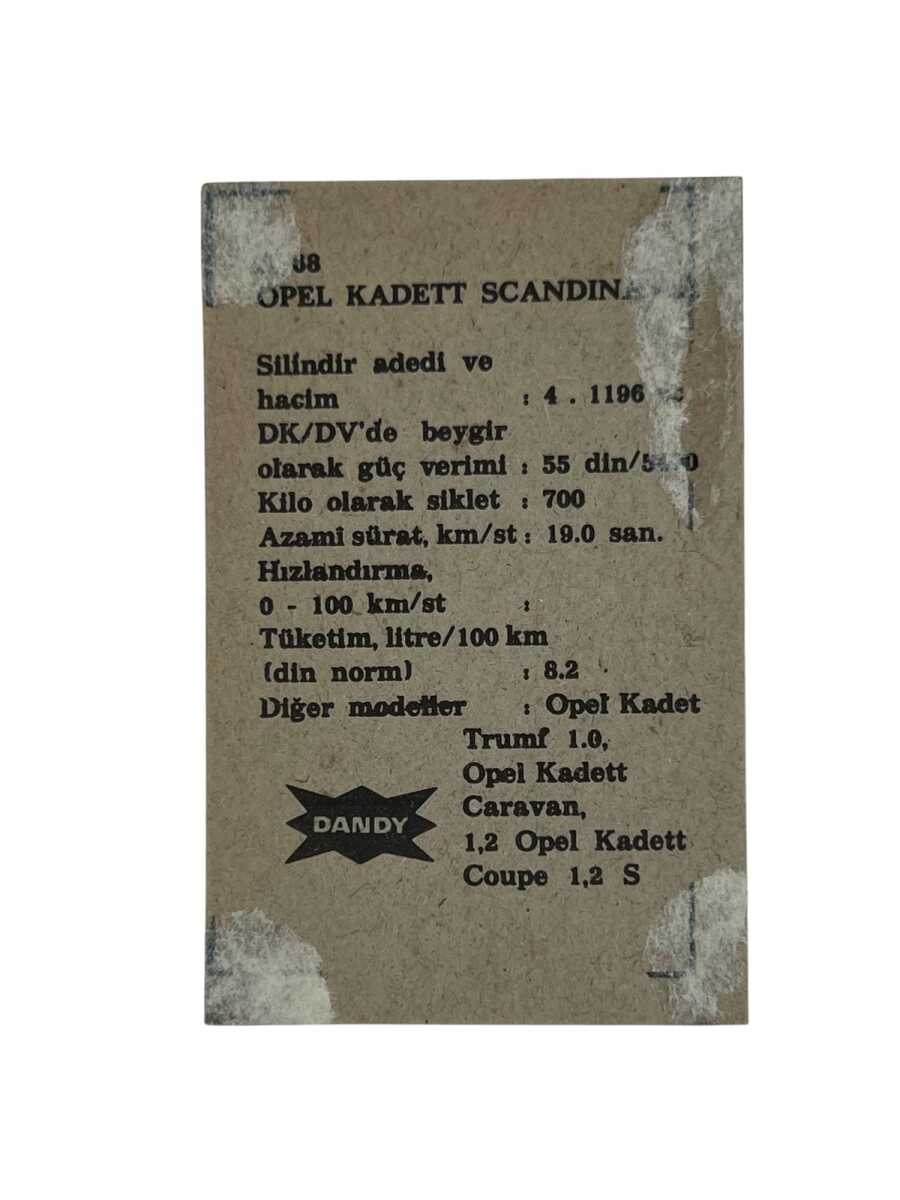 68
OPEL KADETT
Silindir adedi ve
hacim : 4 . 1196
DK/DV'de beygir
olarak güç verimi : 55 din/
Kilo olarak siklet : 700
Azami sürat, km/st : 19.0 san.
Hızlandırma,
0 - 100 km/st :
Tüketim, litre/100 km
(din norm) : 8.2
Diğer modeller : Opel Kadet
Trumf 1.0,
Opel Kadett
Caravan,
1,2 Opel Kadett
Coupe 1,2 S
DANDY